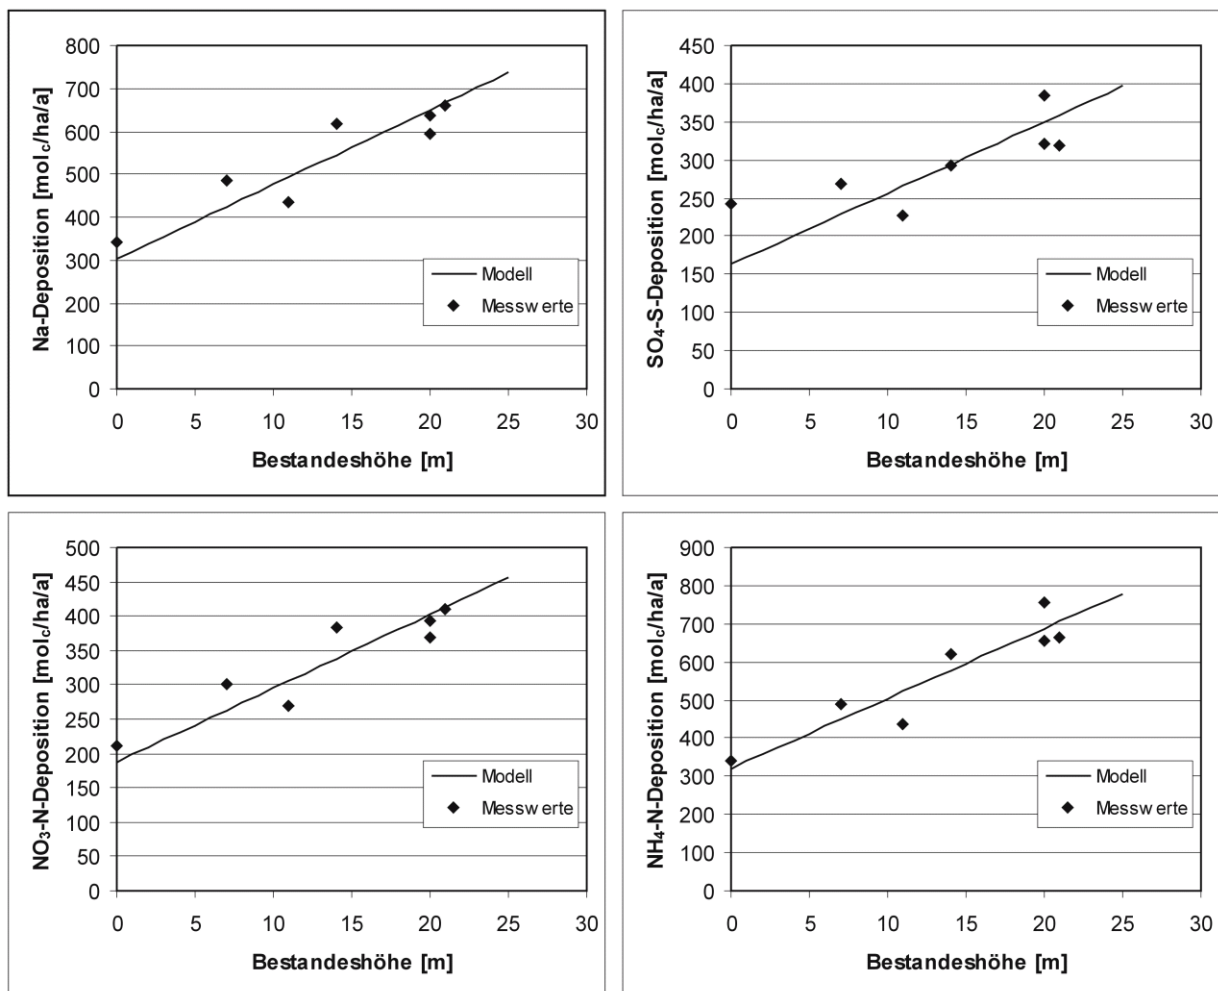 Na-Deposition [molc/ha/a]
800
700
600
500
400
300
200
100
0
0 5 10 15 20 25 30
Bestandeshöhe [m]
Modell
Messwerte
SO4-S-Deposition [molc/ha/a]
450
400
350
300
250
200
150
100
50
0
0 5 10 15 20 25 30
Bestandeshöhe [m]
Modell
Messwerte
NO3-N-Deposition [molc/ha/a]
500
450
400
350
300
250
200
150
100
50
0
0 5 10 15 20 25 30
Bestandeshöhe [m]
Modell
Messwerte
NH4-N-Deposition [molc/ha/a]
900
800
700
600
500
400
300
200
100
0
0 5 10 15 20 25 30
Bestandeshöhe [m]
Modell
Messwerte